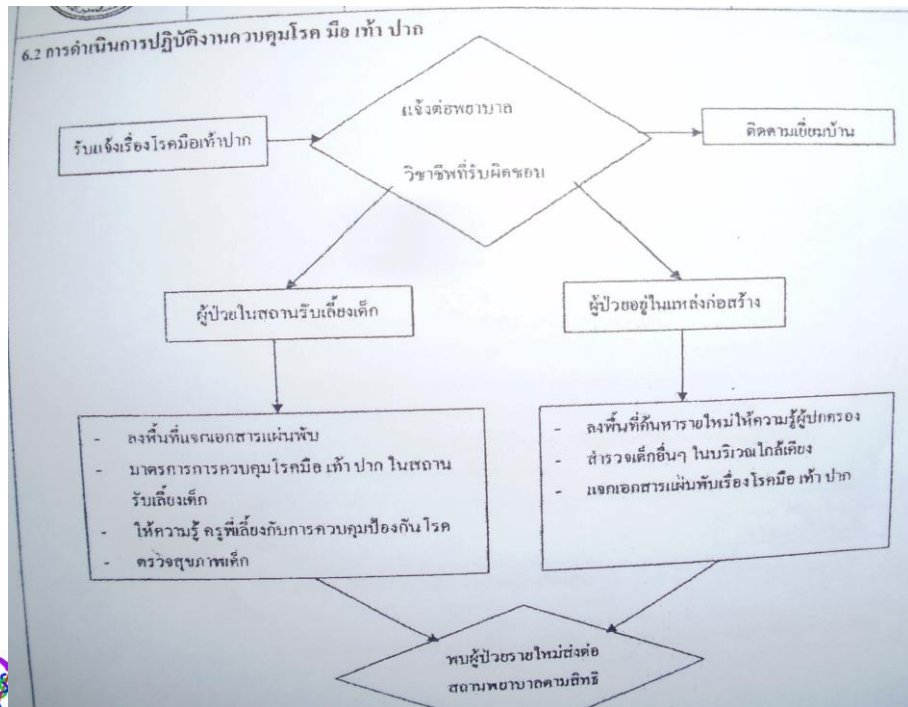 6.2 การดำเนินการปฏิบัติงานควบคุมโรค มือ เท้า ปาก
รับแจ้งเรื่องโรคมือเท้าปาก
แจ้งต่อพยาบาล
วิชาชีพที่รับผิดชอบ
ติดตามเยี่ยมบ้าน
ผู้ป่วยในสถานรับเลี้ยงเด็ก
ผู้ป่วยอยู่ในแหล่งก่อสร้าง
- ลงพื้นที่แจกเอกสารแผ่นพับ
- มาตรการการควบคุมโรคมือ เท้า ปาก ในสถาน
รับเลี้ยงเด็ก
- ให้ความรู้ ครูพี่เลี้ยงกับการควบคุมป้องกันโรค
- ตรวจสุขภาพเด็ก
- ลงพื้นที่ค้นหารายใหม่ให้ความรู้ผู้ปกครอง
- สำรวจเด็กอื่นๆ ในบริเวณใกล้เคียง
- แจกเอกสารแผ่นพับเรื่องโรคมือ เท้า ปาก
พบผู้ป่วยรายใหม่ส่งต่อ
สถานพยาบาลตามสิทธิ